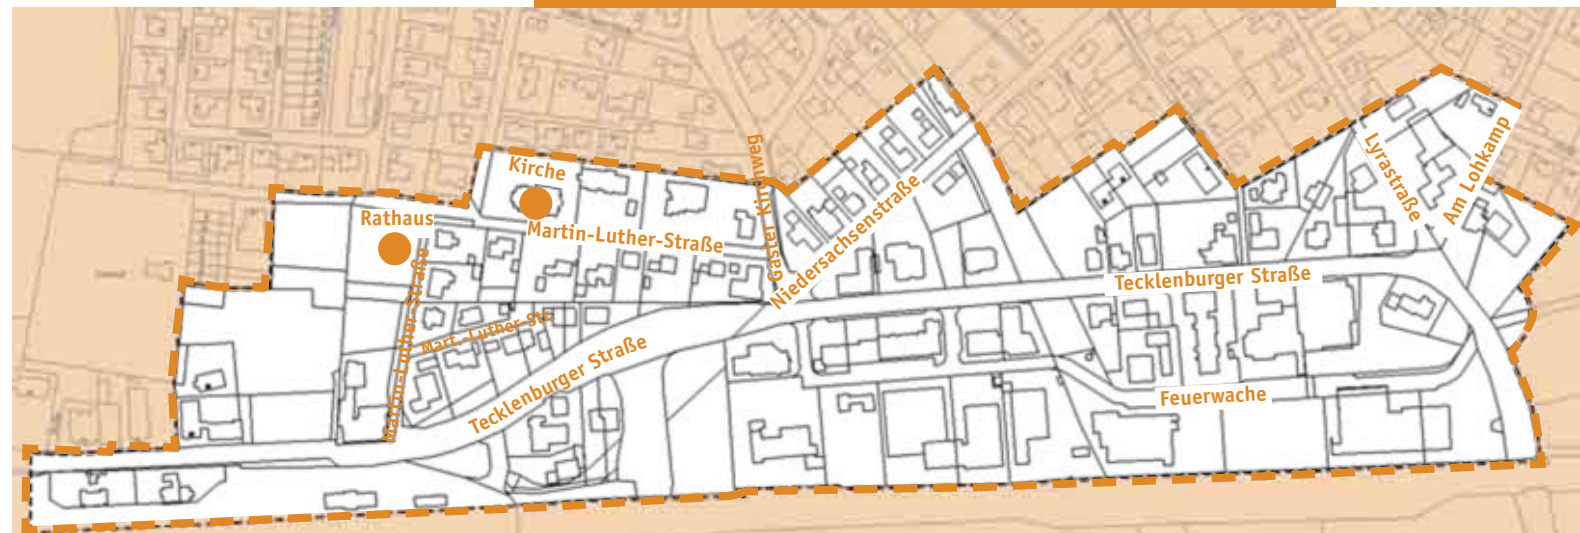 Kirche
Rathaus
Martin-Luther-Straße
Martin-Luther-Straße
Mart.-Luther-Str.
Tecklenburger Straße
Gaster Kirchweg
Niedersachsenstraße
Tecklenburger Straße
Lyrastraße
Am Lohkamp
Feuerwache